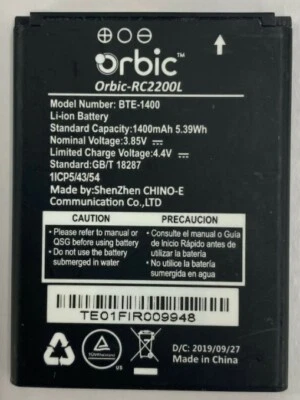 Orbic™
Orbic-RC2200L
Model Number: BTE-1400
Li-ion Battery
Standard Capacity:1400mAh 5.39Wh
Nominal Voltage:3.85V
Limited Charge Voltage:4.4V
Standard:GB/T 18287
1ICP5/43/54
Made by:ShenZhen CHINO-E
Communication Co., LTD
CAUTION
• Please refer to manual or
QSG before using battery
• Do not use the battery
submerged in water
PRECAUCION
• Consulte el manual o Guía
de Inicio Rápido antes de
utilizar la batería
• No utilice la batería
sumergida en agua
TE01FIR009948
TÜV
US
D/C: 2019/09/27
Made in China